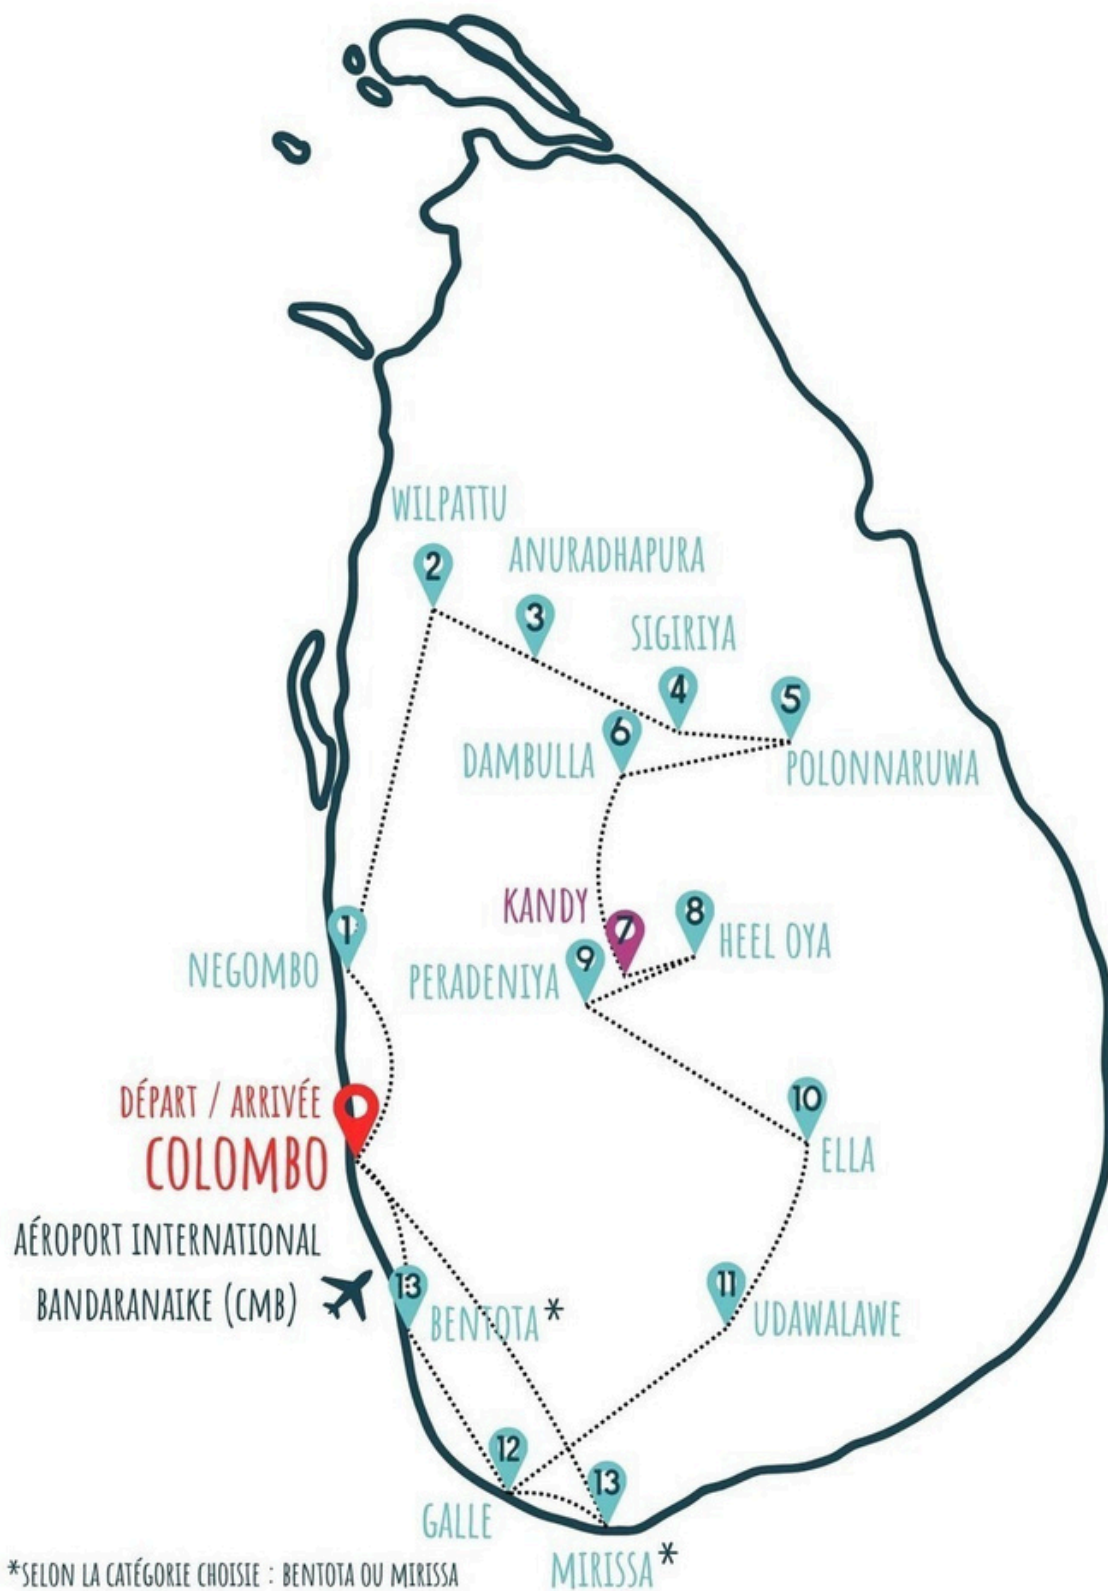 WILPATTU
2
ANURADHAPURA
3
SIGIRIYA
4
5
6
DAMBULLA
POLONNARUWA
KANDY
7
8
HEEL OYA
1
NEGOMBO
9
PERADENIYA
DÉPART / ARRIVÉE
COLOMBO
10
ELLA
AÉROPORT INTERNATIONAL
BANDARANAIKE (CMB)
13
BENTOTA*
11
UDAWALAWE
12
GALLE
13
MIRISSA*
*SELON LA CATÉGORIE CHOISIE : BENTOTA OU MIRISSA